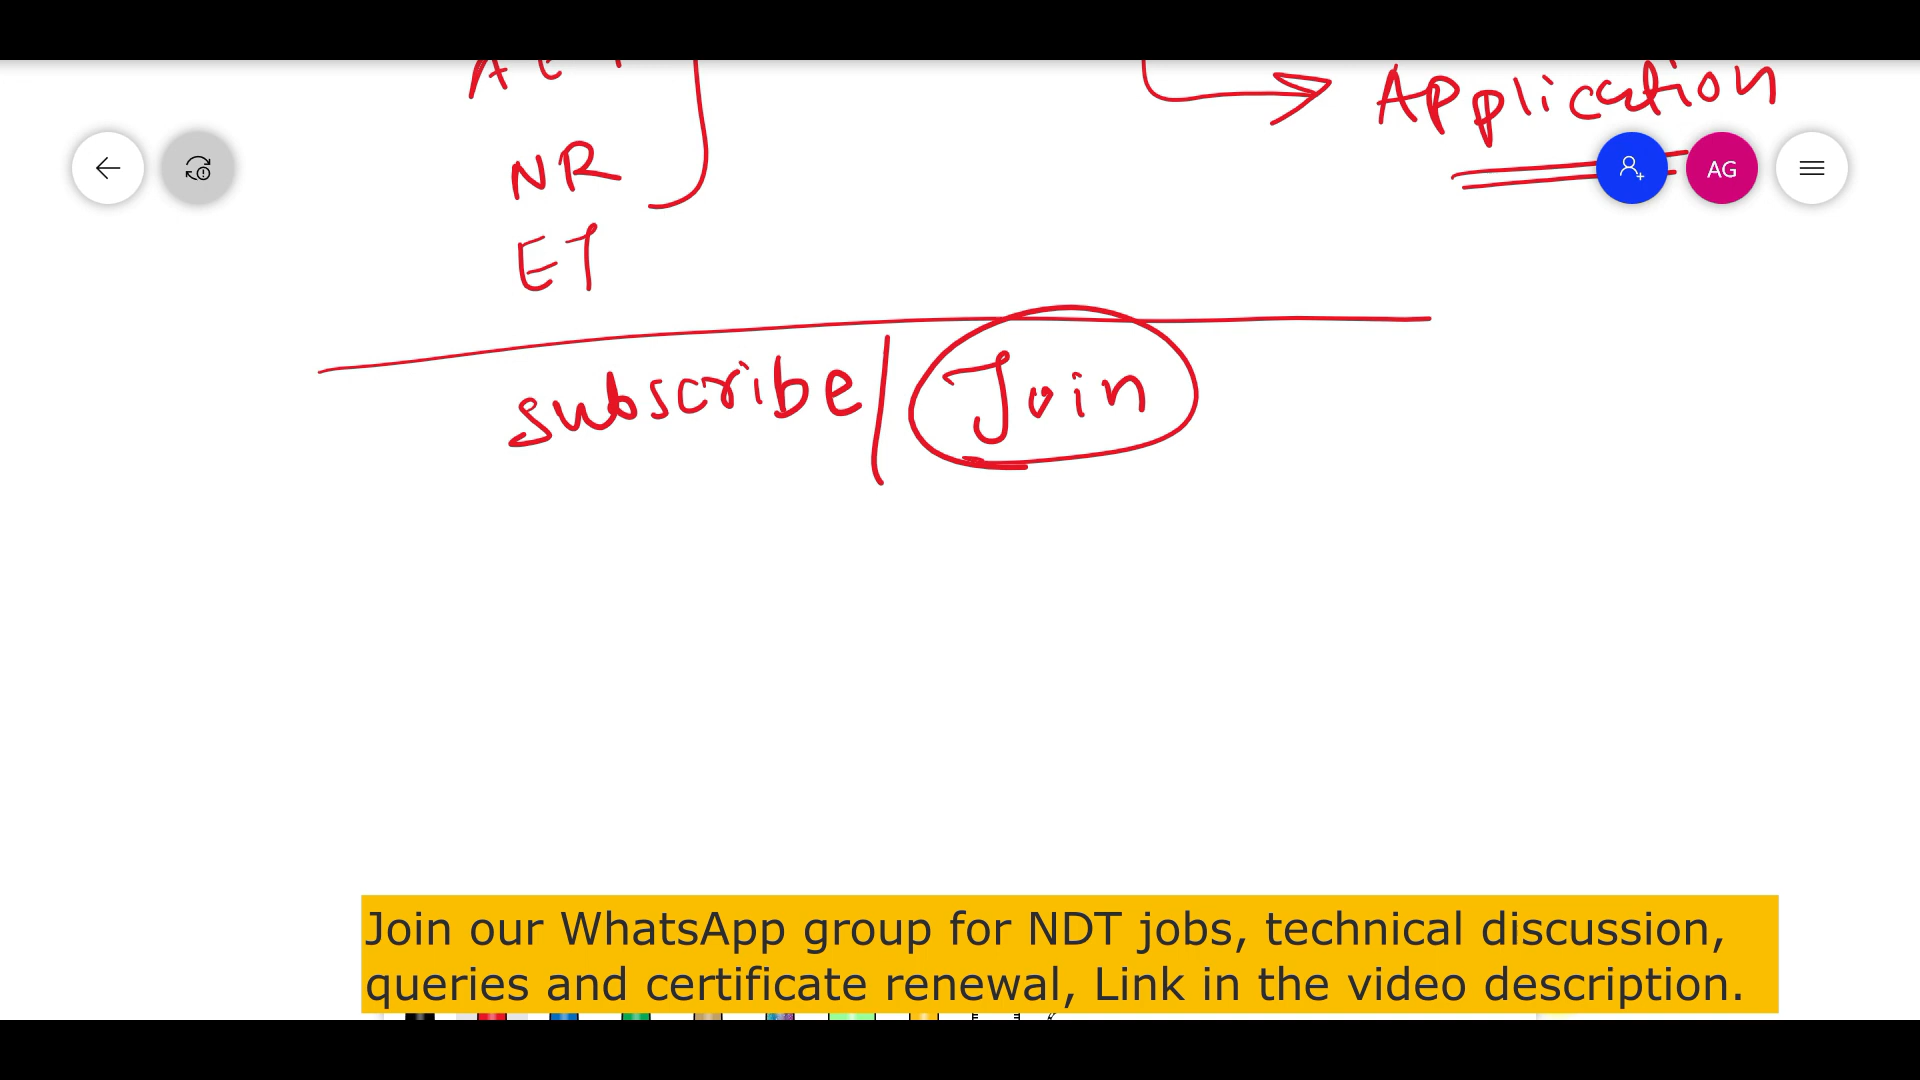 Application
NR
AG
ET
subscribe / Join
Join our WhatsApp group for NDT jobs, technical discussion,
queries and certificate renewal, Link in the video description.